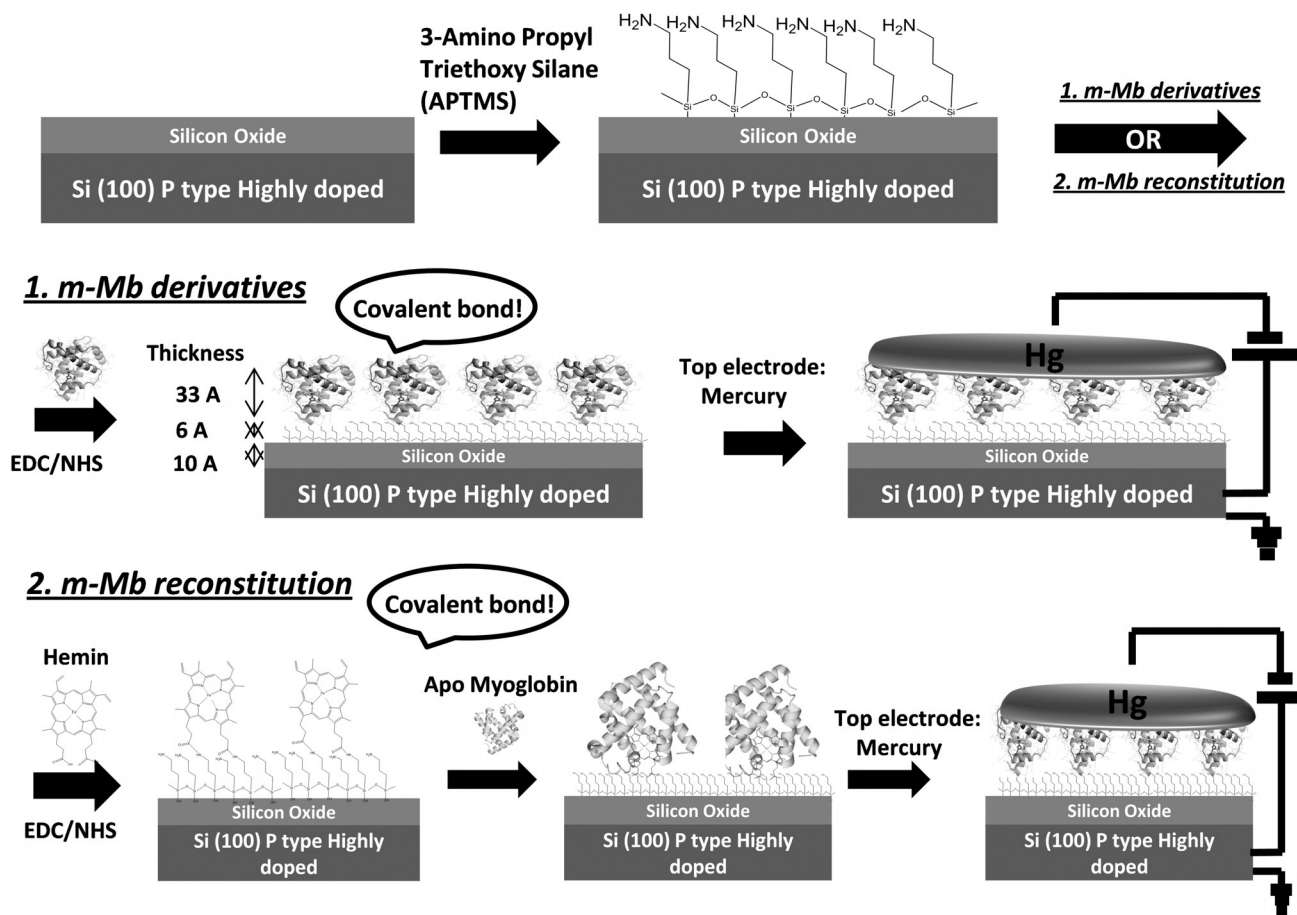 3-Amino Propyl
Triethoxy Silane
(APTMS)
Silicon Oxide
Si (100) P type Highly doped
H₂N H₂N H₂N H₂N H₂N H₂N
Si O Si O Si O Si O Si O Si
Silicon Oxide
Si (100) P type Highly doped
1. m-Mb derivatives
OR
2. m-Mb reconstitution
1. m-Mb derivatives
EDC/NHS
Thickness
33 A
6 A
10 A
Covalent bond!
Silicon Oxide
Si (100) P type Highly doped
Top electrode:
Mercury
Hg
Silicon Oxide
Si (100) P type Highly doped
2. m-Mb reconstitution
Covalent bond!
Hemin
EDC/NHS
Silicon Oxide
Si (100) P type Highly
doped
Apo Myoglobin
Silicon Oxide
Si (100) P type Highly
doped
Top electrode:
Mercury
Hg
Silicon Oxide
Si (100) P type Highly
doped